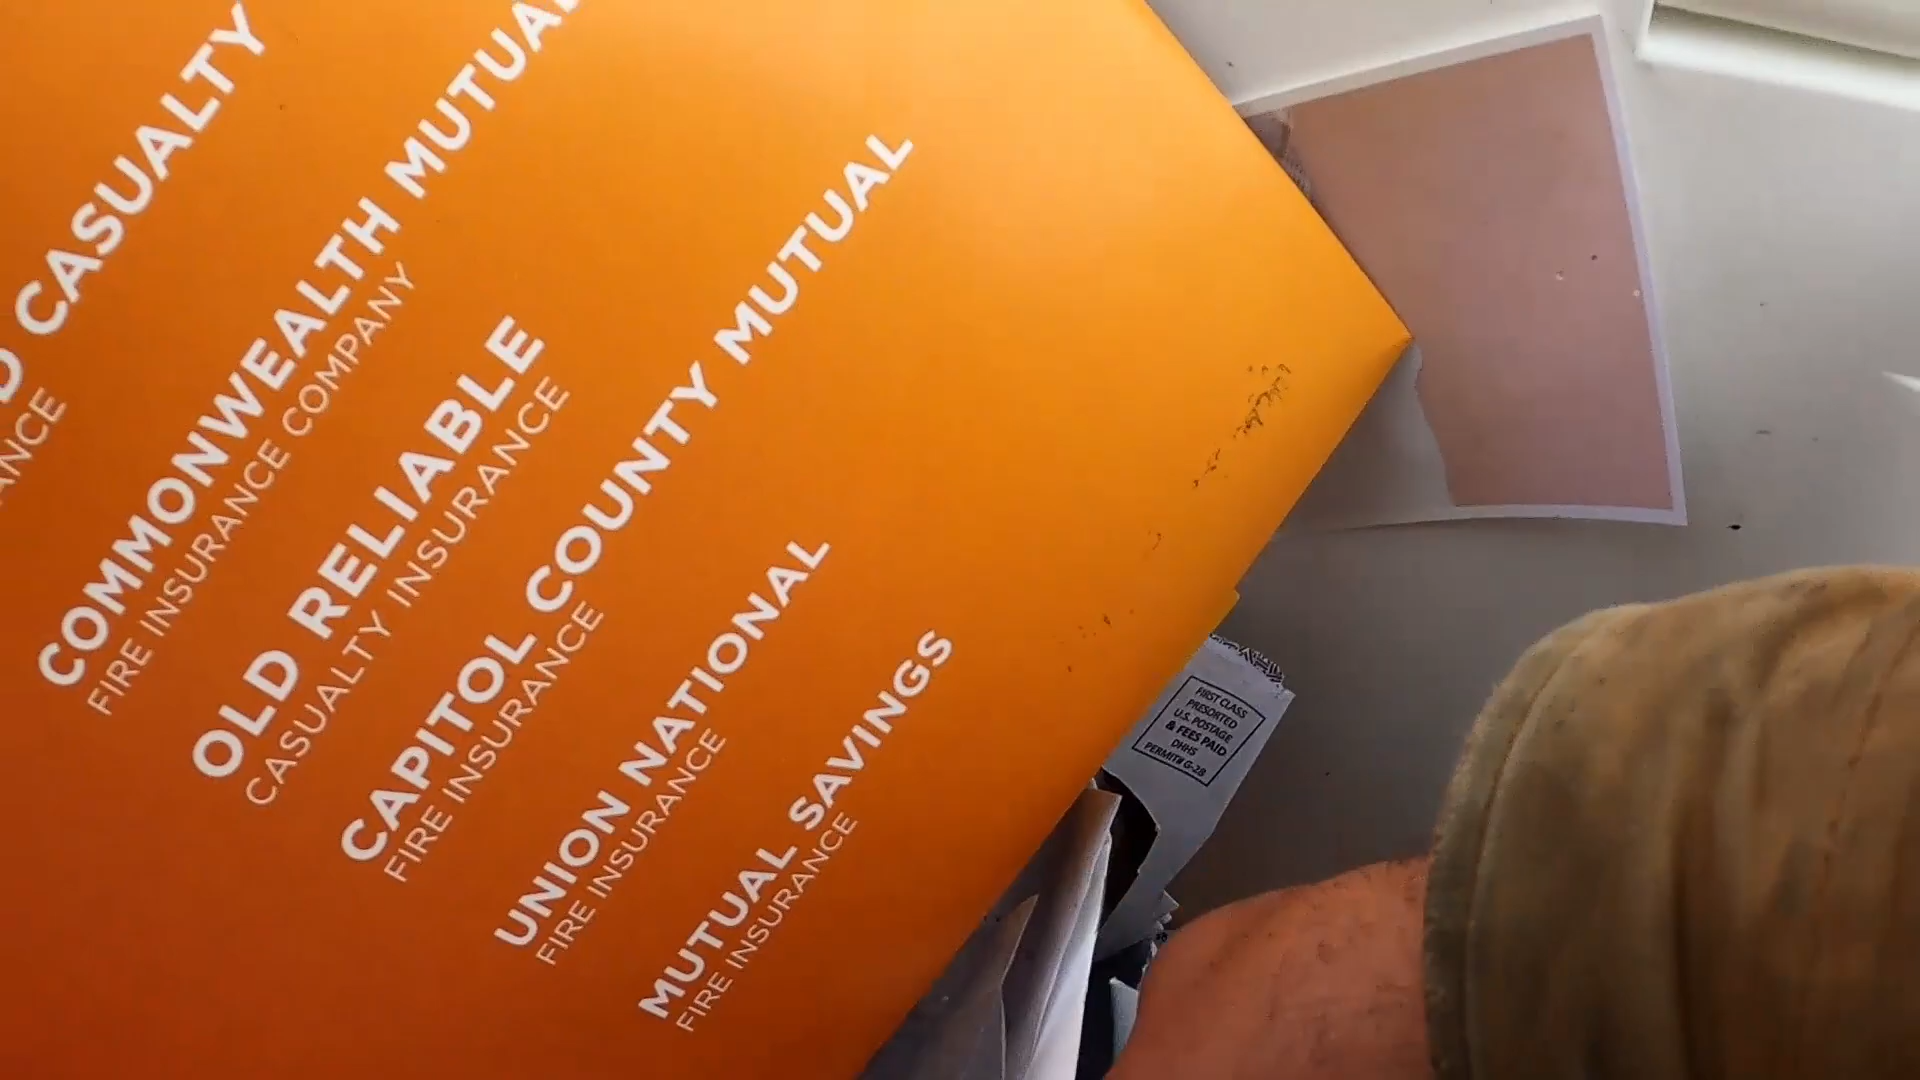 D CASUALTY
ANCE
COMMONWEALTH MUTUAL
FIRE INSURANCE COMPANY
OLD RELIABLE
CASUALTY INSURANCE
CAPITOL COUNTY MUTUAL
FIRE INSURANCE
UNION NATIONAL
FIRE INSURANCE
MUTUAL SAVINGS
FIRE INSURANCE
FIRST CLASS
PRESORTED
U.S. POSTAGE
& FEES PAID
DHHS
PERMIT# G-28